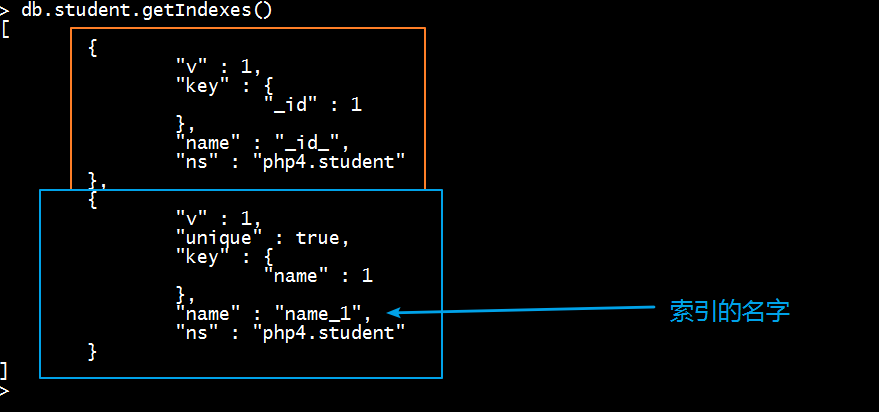 > db.student.getIndexes()
[
{
"v" : 1,
"key" : {
"_id" : 1
},
"name" : "_id_",
"ns" : "php4.student"
},
{
"v" : 1,
"unique" : true,
"key" : {
"name" : 1
},
"name" : "name_1",
索引的名字
"ns" : "php4.student"
}
]
>